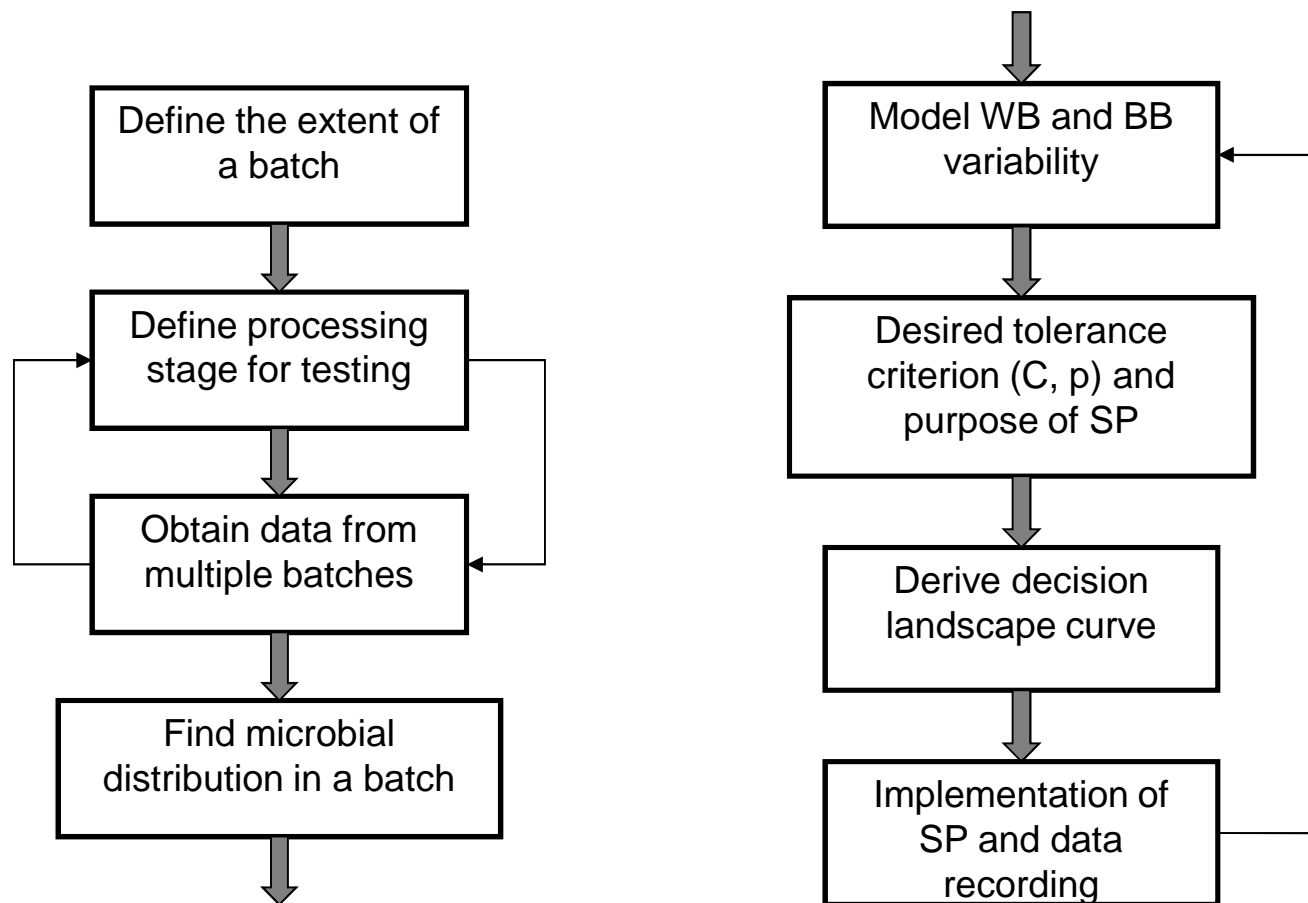 Define the extent of
a batch
Define processing
stage for testing
Obtain data from
multiple batches
Find microbial
distribution in a batch
Model WB and BB
variability
Desired tolerance
criterion (C, p) and
purpose of SP
Derive decision
landscape curve
Implementation of
SP and data
recording